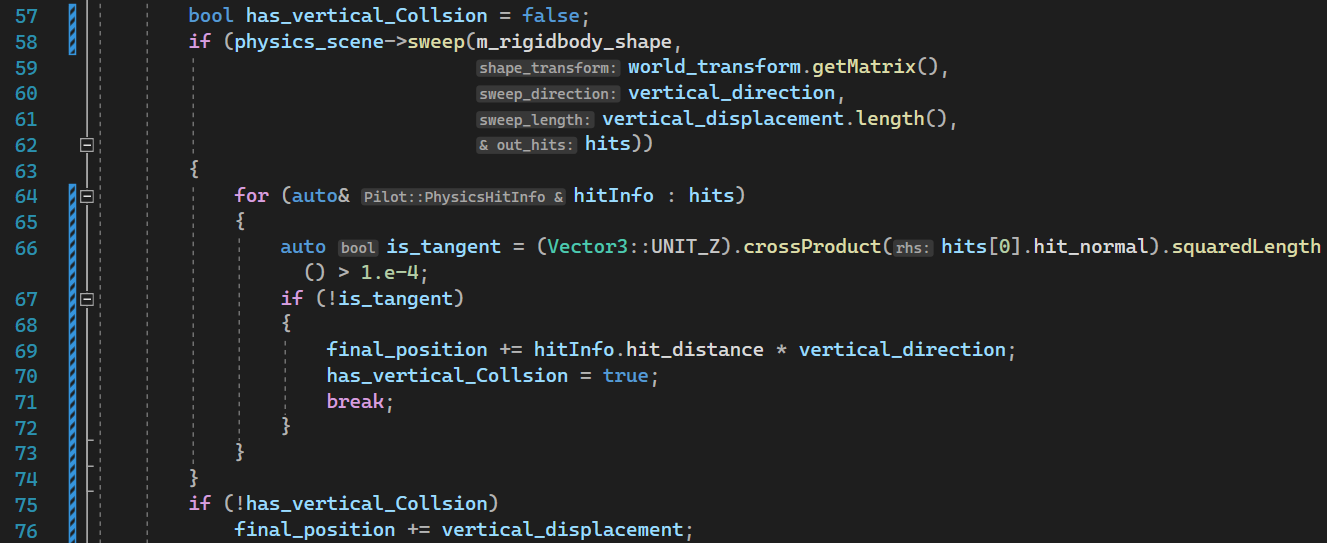 57 bool has_vertical_Collsion = false;
58 if (physics_scene->sweep(m_rigidbody_shape,
59 shape_transform: world_transform.getMatrix(),
60 sweep_direction: vertical_direction,
61 sweep_length: vertical_displacement.length(),
62 & out_hits: hits))
63 {
64 for (auto& Pilot::PhysicsHitInfo & hitInfo : hits)
65 {
66 auto bool is_tangent = (Vector3::UNIT_Z).crossProduct(rhs: hits[0].hit_normal).squaredLength
() > 1.e-4;
67 if (!is_tangent)
68 {
69 final_position += hitInfo.hit_distance * vertical_direction;
70 has_vertical_Collsion = true;
71 break;
72 }
73 }
74 }
75 if (!has_vertical_Collsion)
76 final_position += vertical_displacement;